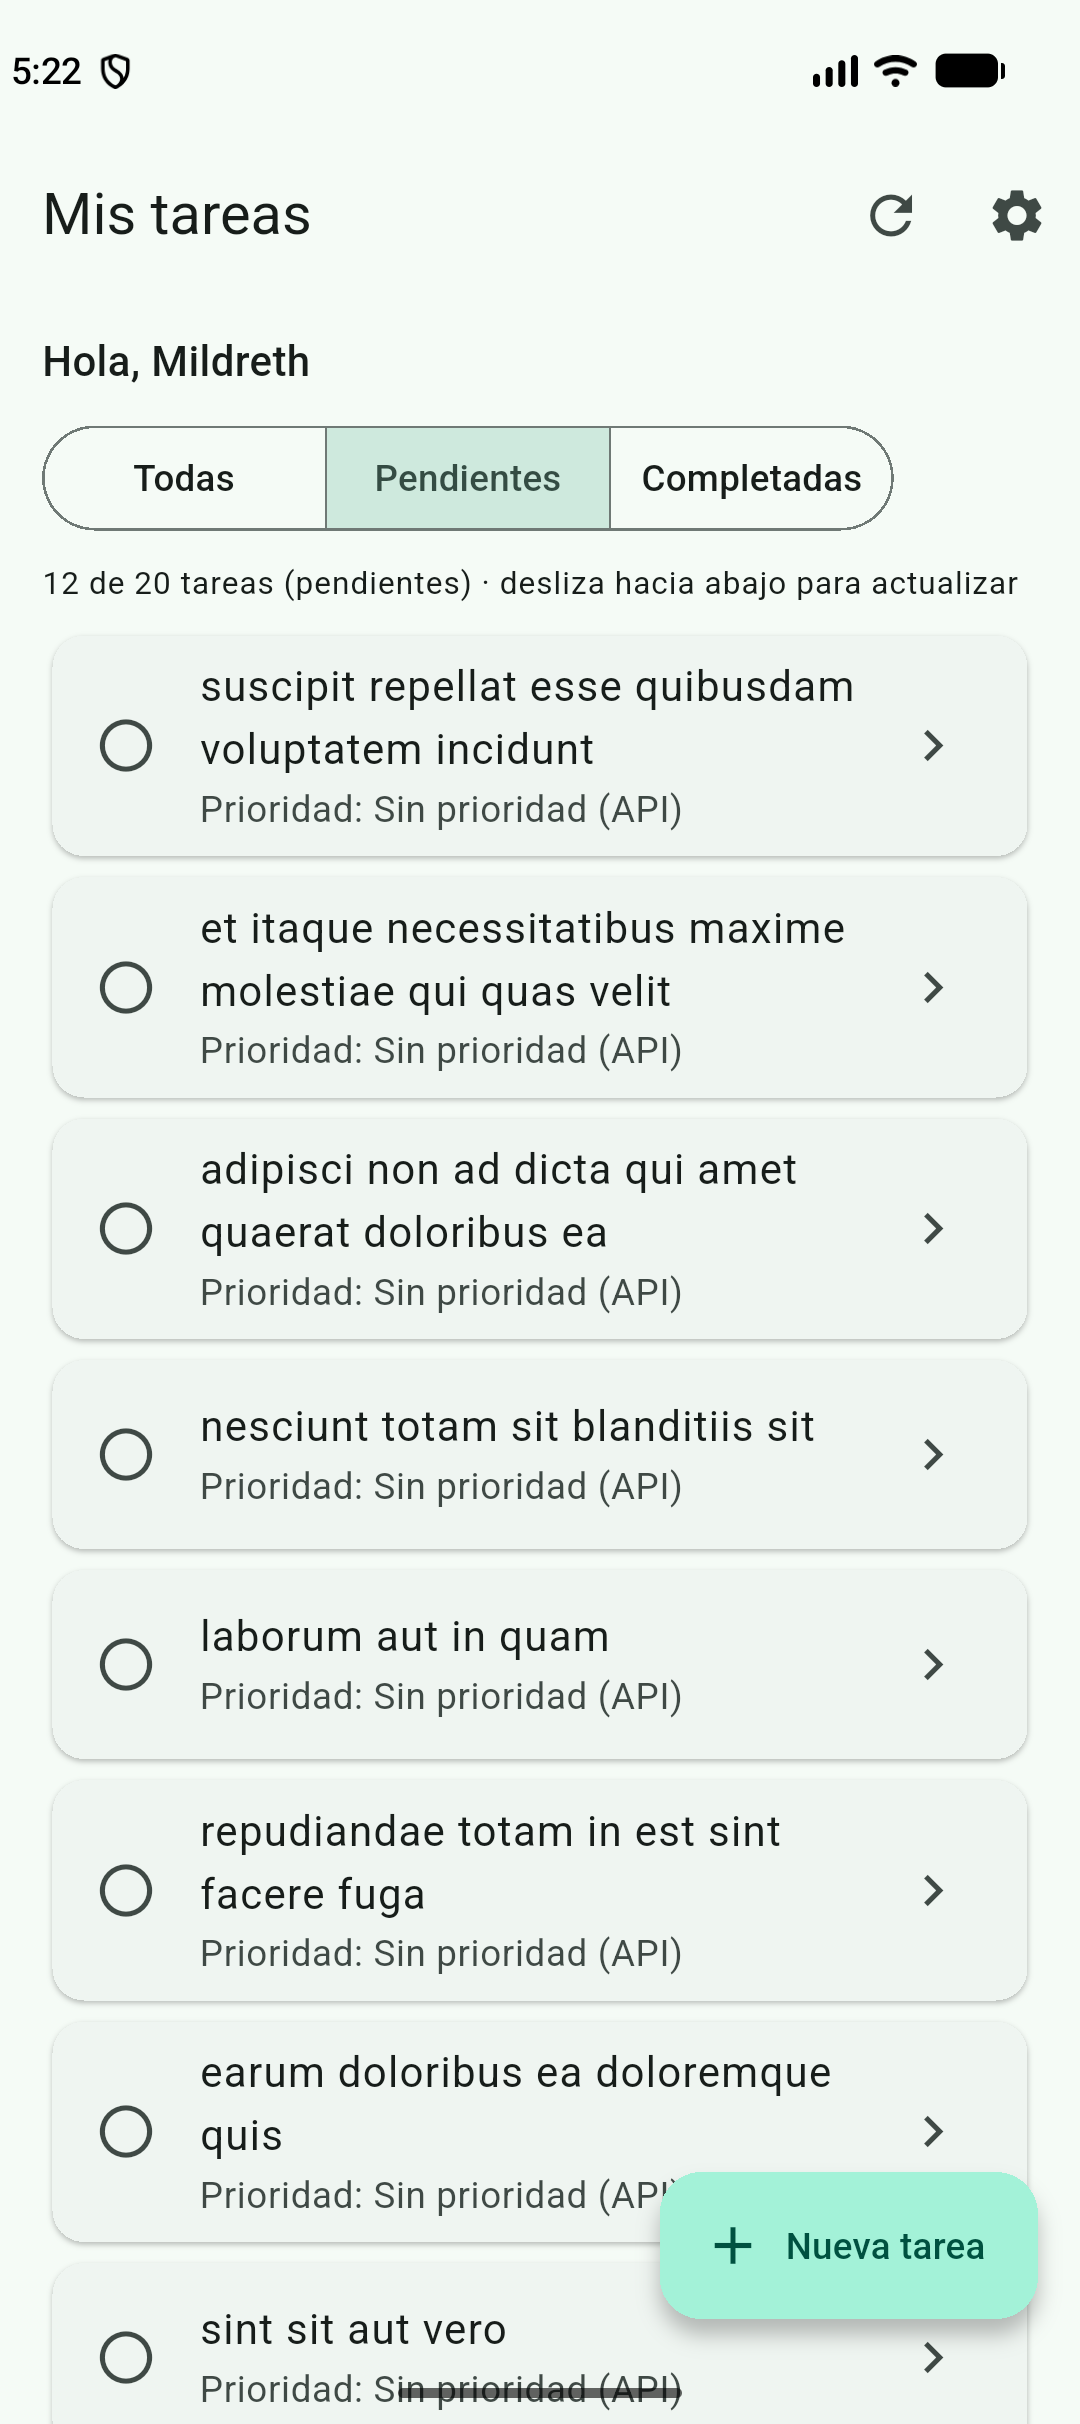 5:22
Mis tareas
Hola, Mildreth
Todas
Pendientes
Completadas
12 de 20 tareas (pendientes) · desliza hacia abajo para actualizar
suscipit repellat esse quibusdam
voluptatem incidunt
Prioridad: Sin prioridad (API)
et itaque necessitatibus maxime
molestiae qui quas velit
Prioridad: Sin prioridad (API)
adipisci non ad dicta qui amet
quaerat doloribus ea
Prioridad: Sin prioridad (API)
nesciunt totam sit blanditiis sit
Prioridad: Sin prioridad (API)
laborum aut in quam
Prioridad: Sin prioridad (API)
repudiandae totam in est sint
facere fuga
Prioridad: Sin prioridad (API)
earum doloribus ea doloremque
quis
Prioridad: Sin prioridad (API)
Nueva tarea
sint sit aut vero
Prioridad: Sin prioridad (API)